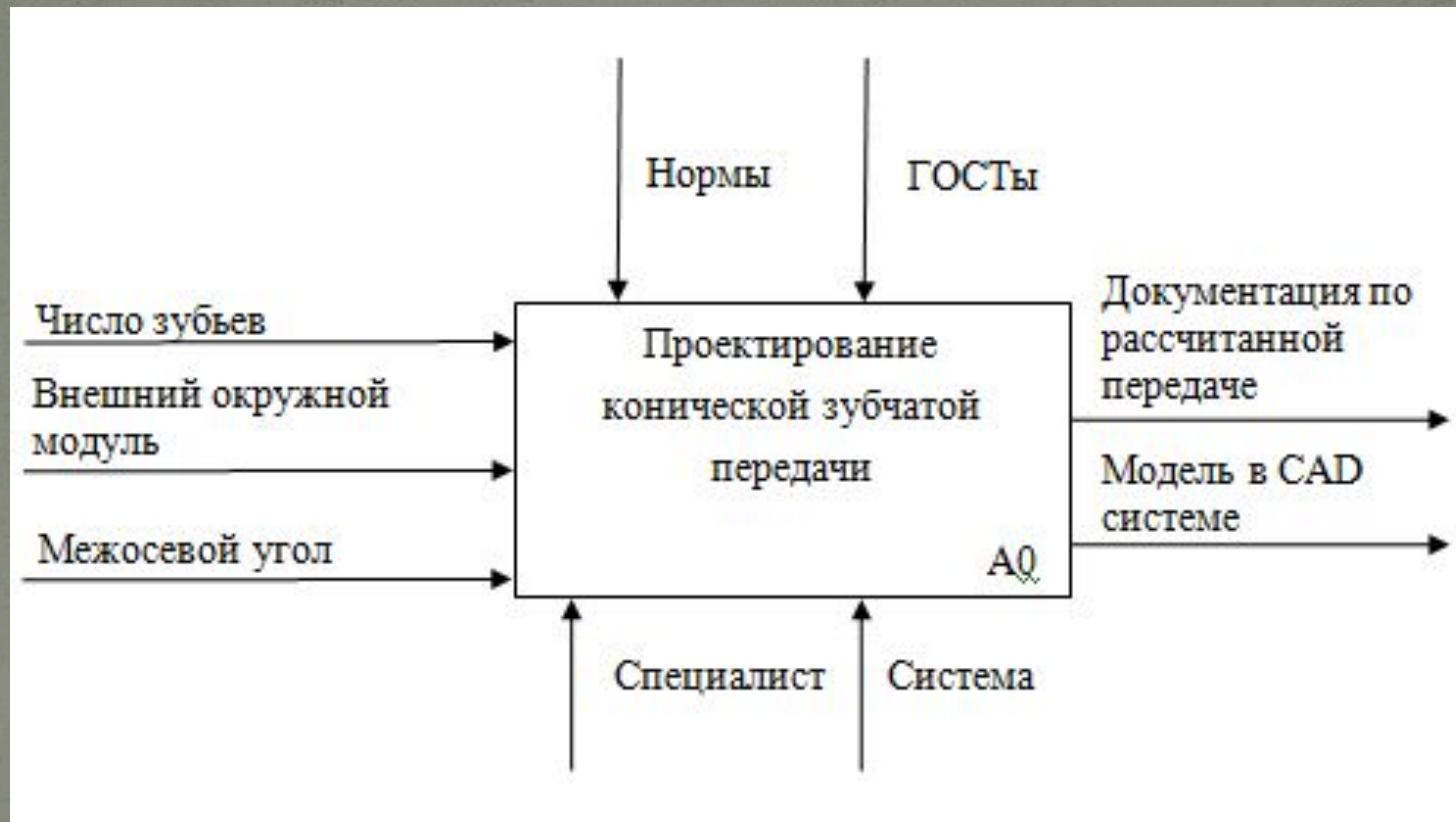 Нормы
ГОСТы
Число зубьев
Внешний окружной
модуль
Межосевой угол
Проектирование
конической зубчатой
передачи
A0
Документация по
рассчитанной
передаче
Модель в CAD
системе
Специалист
Система